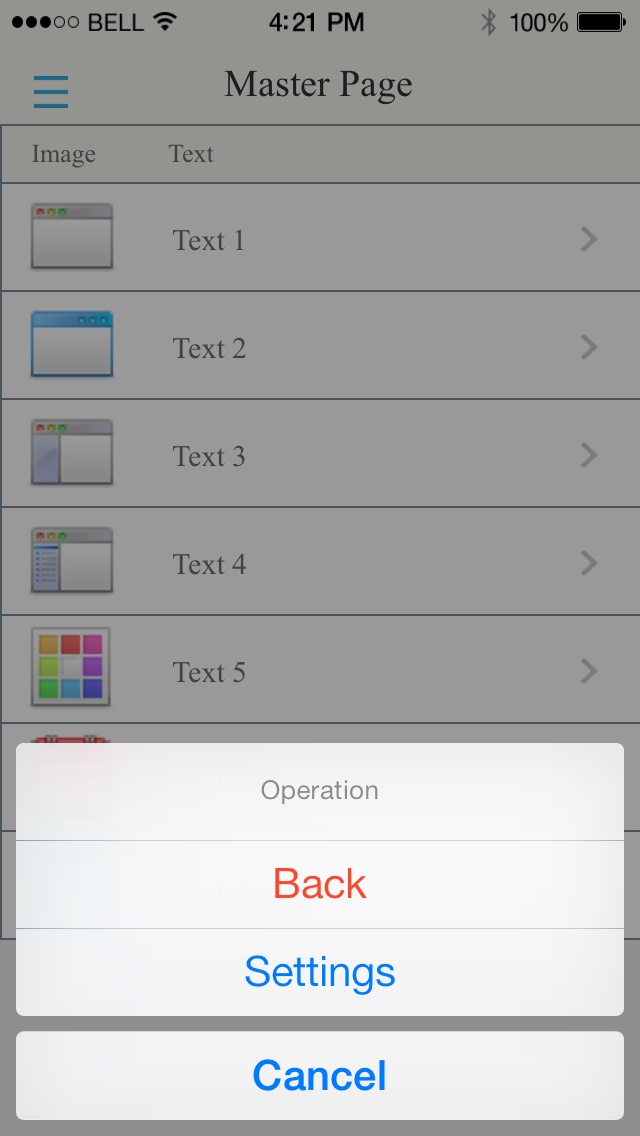 BELL 4:21 PM 100%
Master Page
Image Text
Text 1
Text 2
Text 3
Text 4
Text 5
Operation
Back
Settings
Cancel